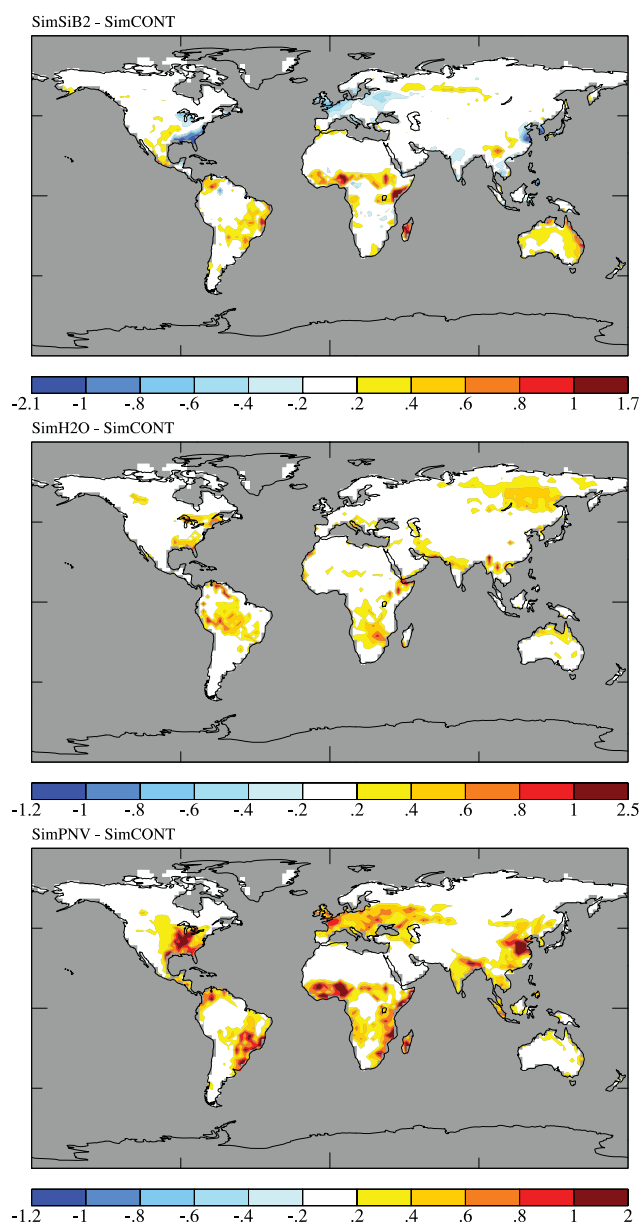 SimSiB2 - SimCONT
-2.1 -1 -.8 -.6 -.4 -.2 .2 .4 .6 .8 1 1.7
SimH2O - SimCONT
-1.2 -1 -.8 -.6 -.4 -.2 .2 .4 .6 .8 1 2.5
SimPNV - SimCONT
-1.2 -1 -.8 -.6 -.4 -.2 .2 .4 .6 .8 1 2